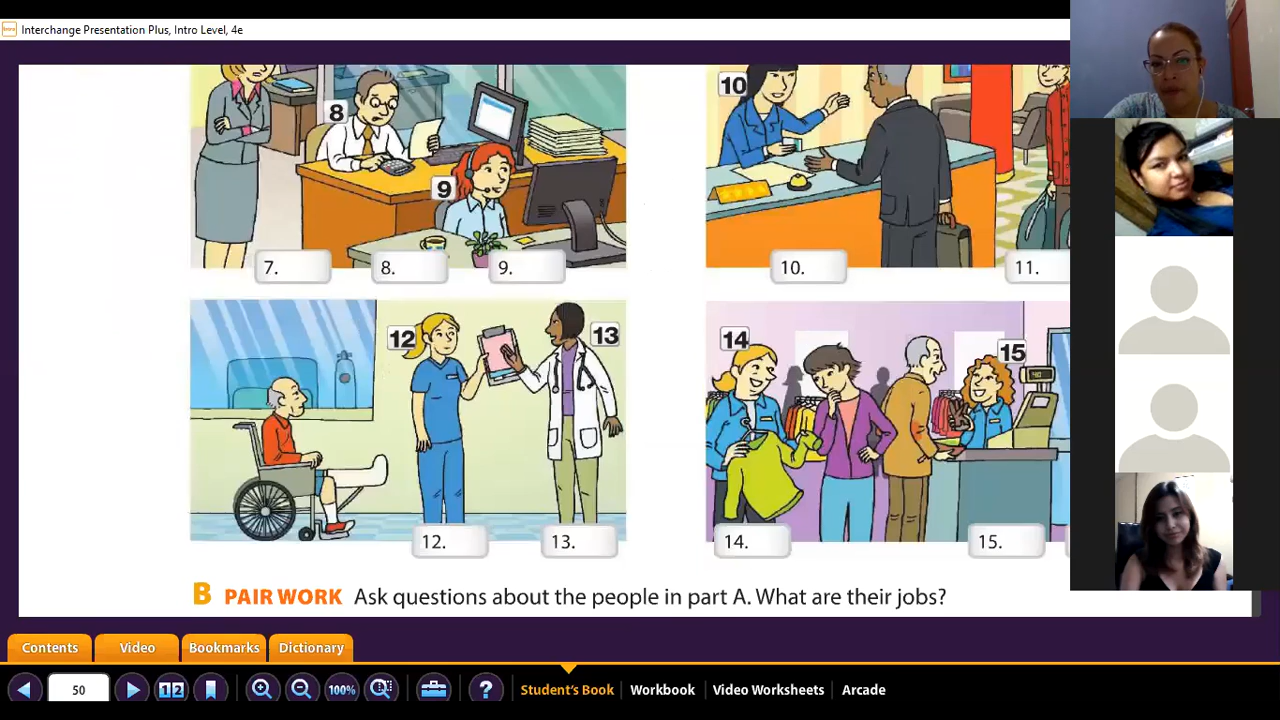 Interchange Presentation Plus, Intro Level, 4e
8
9
10
7.
8.
9.
10.
11.
12
13
14
15
12.
13.
14.
15.
B PAIR WORK Ask questions about the people in part A. What are their jobs?
Contents
Video
Bookmarks
Dictionary
50
1 2
100%
?
Student's Book
Workbook
Video Worksheets
Arcade